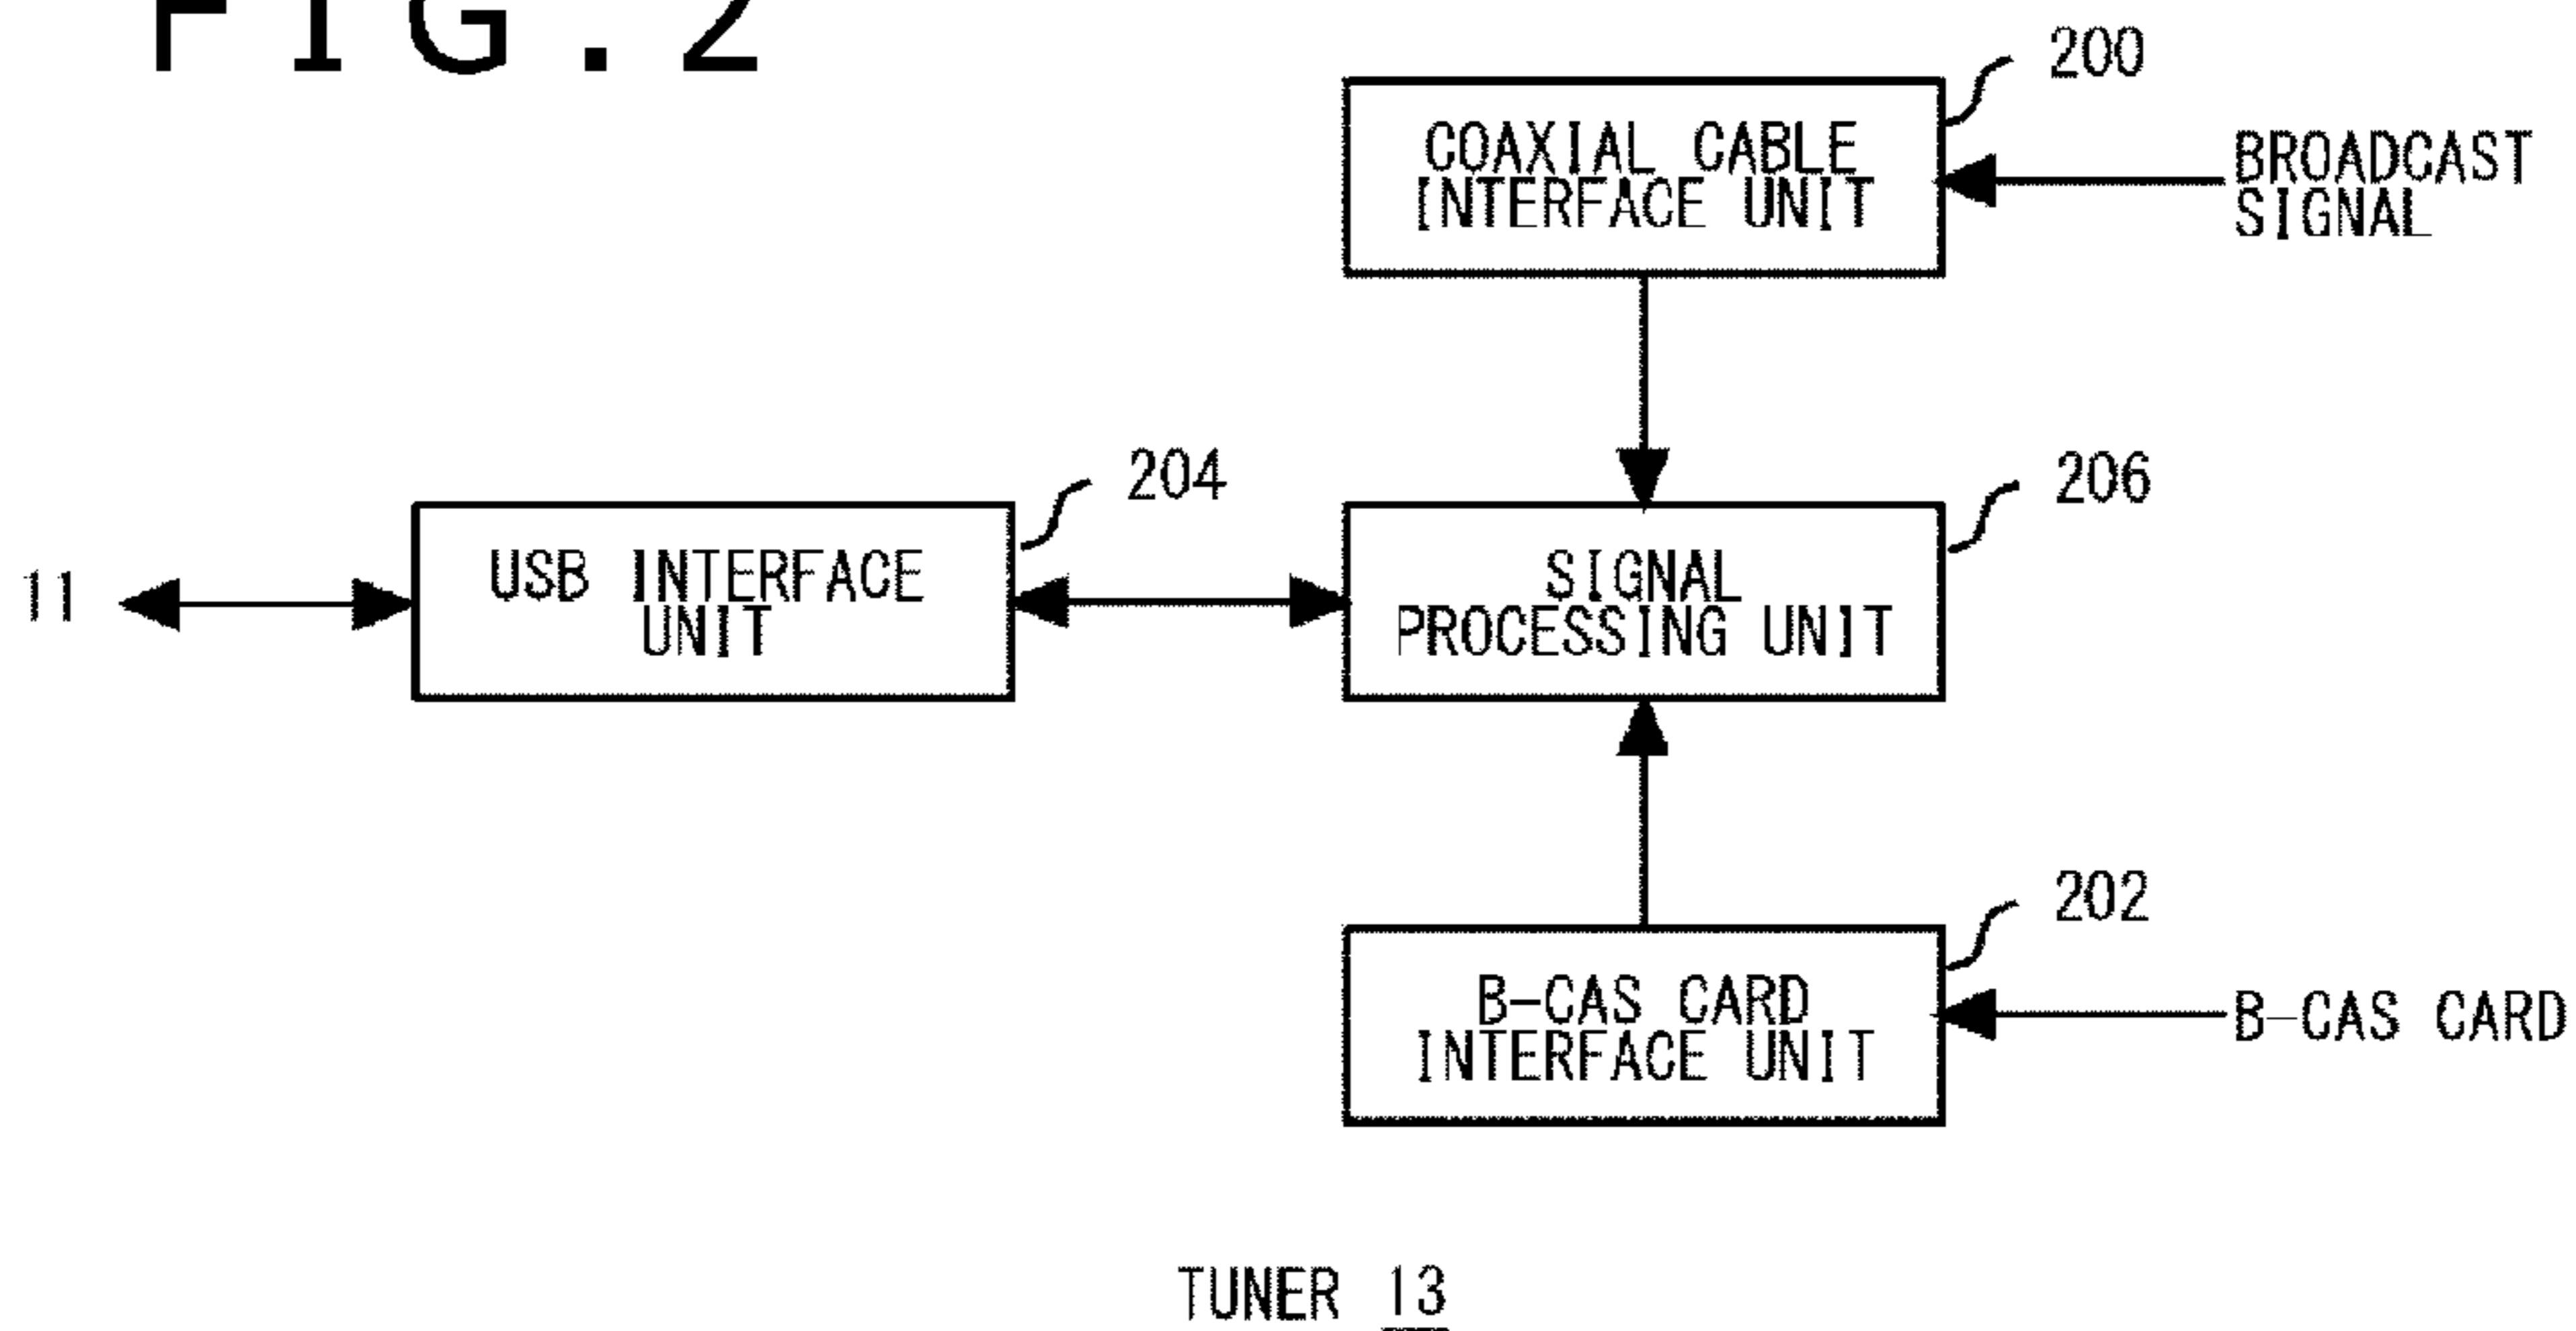 FIG.2
200
COAXIAL CABLE
INTERFACE UNIT
BROADCAST
SIGNAL
204
206
11
USB INTERFACE
UNIT
SIGNAL
PROCESSING UNIT
202
B-CAS CARD
INTERFACE UNIT
B-CAS CARD
TUNER 13